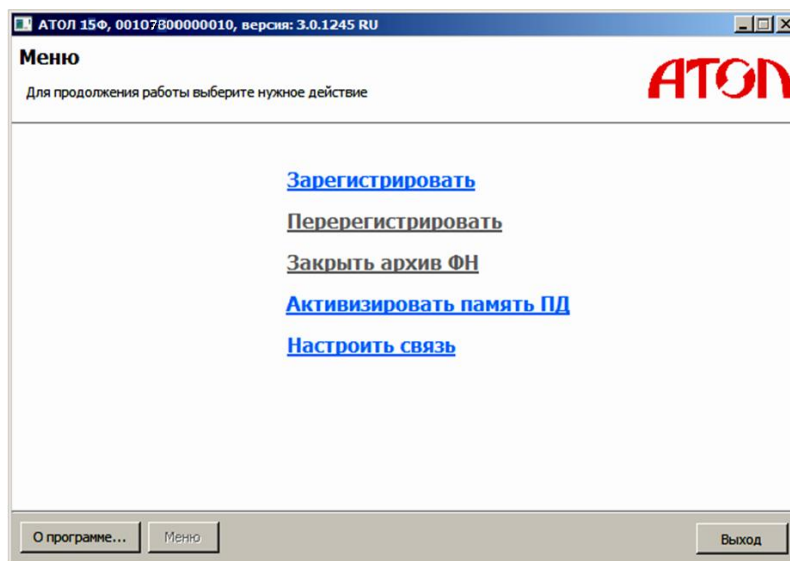 АТОЛ 15Ф, 00107800000010, версия: 3.0.1245 RU
Меню
Для продолжения работы выберите нужное действие
АТОЛ
Зарегистрировать
Перерегистрировать
Закрыть архив ФН
Активизировать память ПД
Настроить связь
О программе...
Меню
Выход